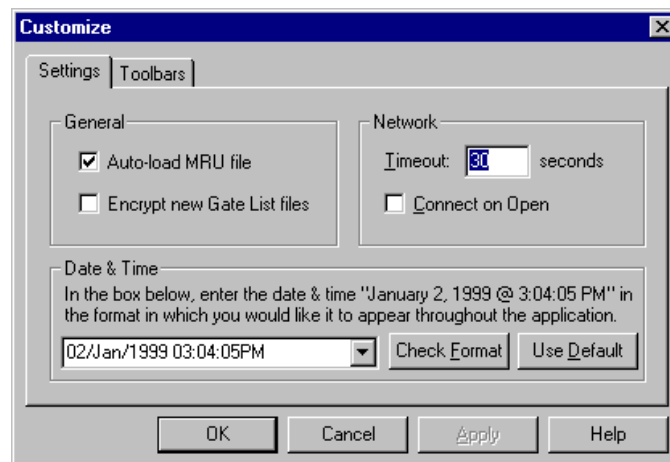 Customize
Settings Toolbars
General
Auto-load MRU file
Encrypt new Gate List files
Network
Timeout: 30 seconds
Connect on Open
Date & Time
In the box below, enter the date & time "January 2, 1999 @ 3:04:05 PM" in
the format in which you would like it to appear throughout the application.
02/Jan/1999 03:04:05PM Check Format Use Default
OK Cancel Apply Help